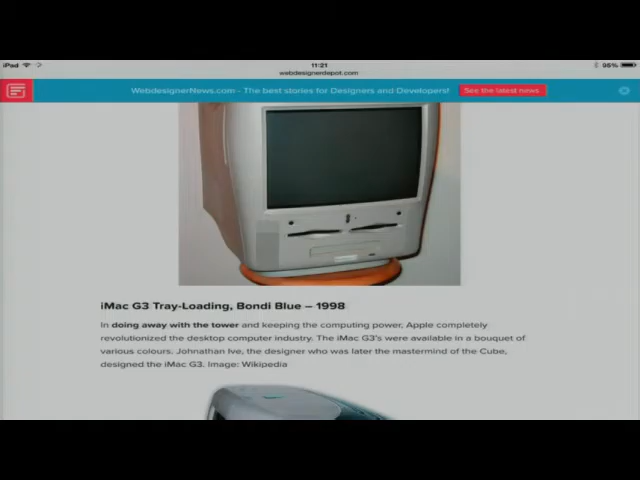 iPad
11:21
96%
webdesignerdepot.com
WebdesignerNews.com - The best stories for Designers and Developers!
See the latest news
iMac G3 Tray-Loading, Bondi Blue – 1998
In doing away with the tower and keeping the computing power, Apple completely
revolutionized the desktop computer industry. The iMac G3's were available in a bouquet of
various colours. Johnathan Ive, the designer who was later the mastermind of the Cube,
designed the iMac G3. Image: Wikipedia